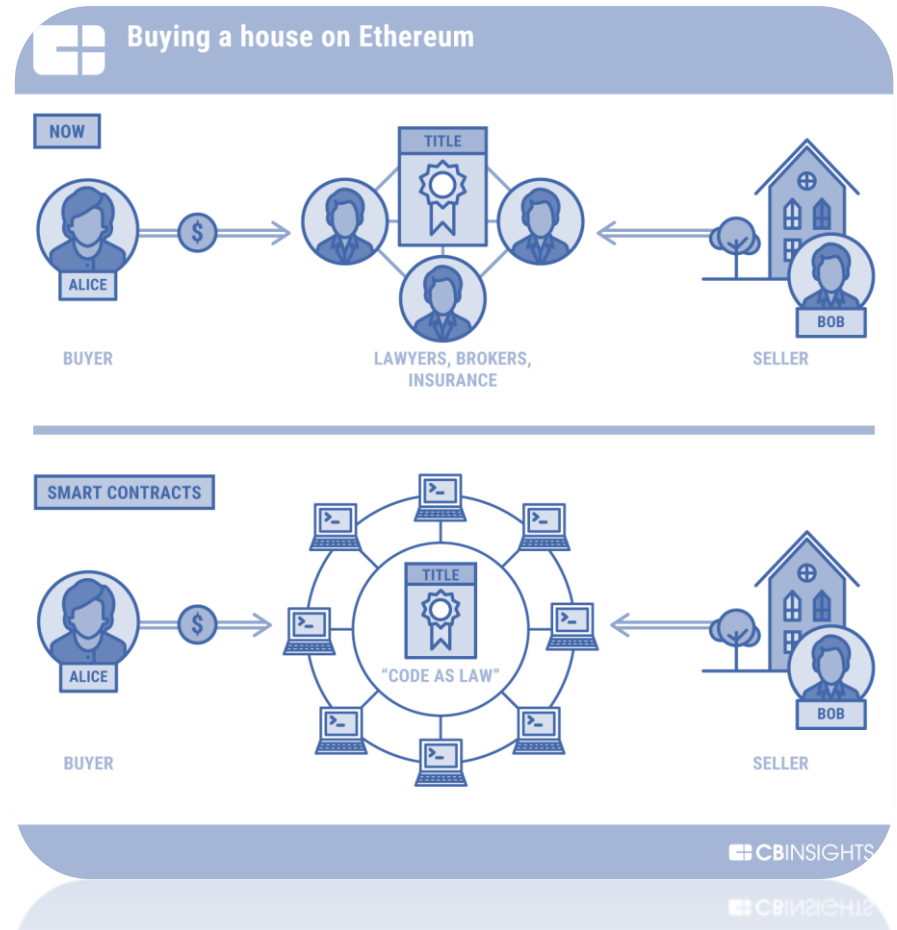 Buying a house on Ethereum
NOW
TITLE
$
ALICE
BOB
BUYER
LAWYERS, BROKERS,
INSURANCE
SELLER
SMART CONTRACTS
>_
>_
>_
TITLE
$
>_
>_
"CODE AS LAW"
ALICE
BOB
>_
>_
>_
BUYER
SELLER
CBINSIGHTS
CBINSIGHTS